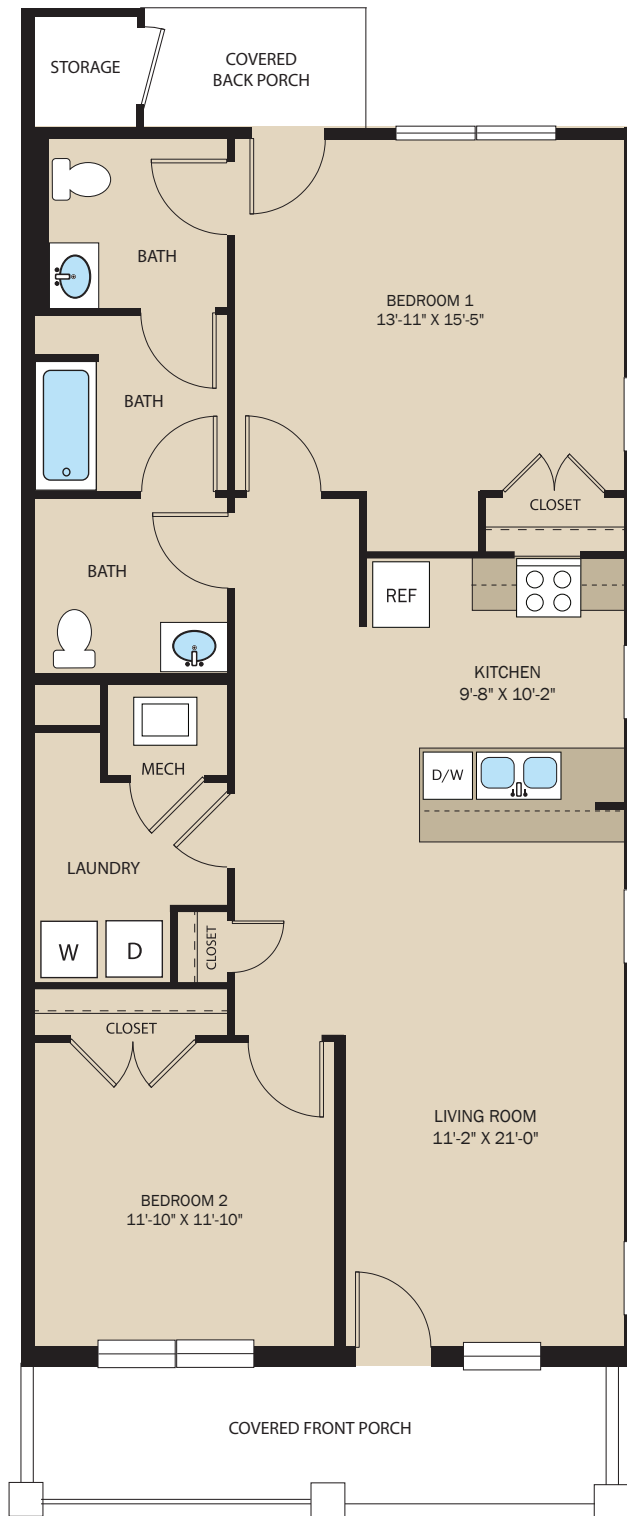 STORAGE
COVERED
BACK PORCH
BATH
BEDROOM 1
13'-11" X 15'-5"
BATH
CLOSET
BATH
REF
KITCHEN
9'-8" X 10'-2"
MECH
D/W
LAUNDRY
W
D
CLOSET
CLOSET
LIVING ROOM
11'-2" X 21'-0"
BEDROOM 2
11'-10" X 11'-10"
COVERED FRONT PORCH